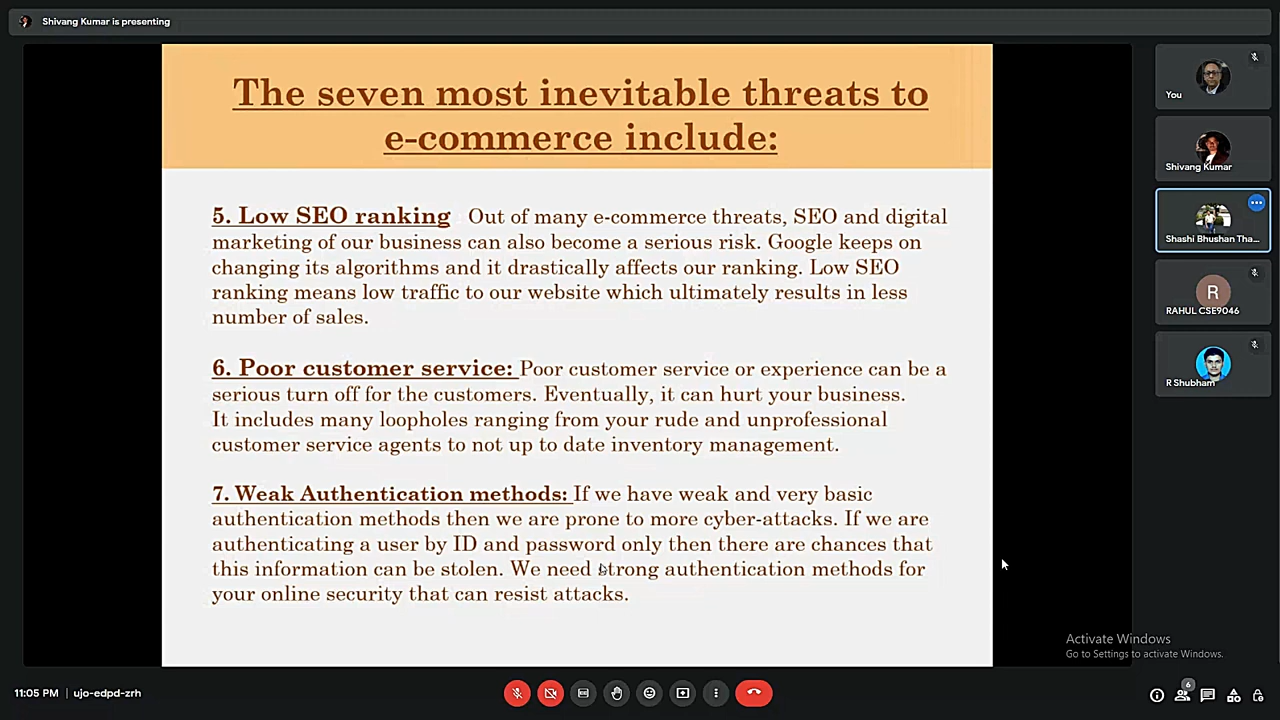 Shivang Kumar is presenting
The seven most inevitable threats to
e-commerce include:
5. Low SEO ranking Out of many e-commerce threats, SEO and digital
marketing of our business can also become a serious risk. Google keeps on
changing its algorithms and it drastically affects our ranking. Low SEO
ranking means low traffic to our website which ultimately results in less
number of sales.
6. Poor customer service: Poor customer service or experience can be a
serious turn off for the customers. Eventually, it can hurt your business.
It includes many loopholes ranging from your rude and unprofessional
customer service agents to not up to date inventory management.
7. Weak Authentication methods: If we have weak and very basic
authentication methods then we are prone to more cyber-attacks. If we are
authenticating a user by ID and password only then there are chances that
this information can be stolen. We need strong authentication methods for
your online security that can resist attacks.
You
Shivang Kumar
Shashi Bhushan Tha...
R
RAHUL CSE9046
R Shubham
Activate Windows
Go to Settings to activate Windows.
11:05 PM | ujo-edpd-zrh
6